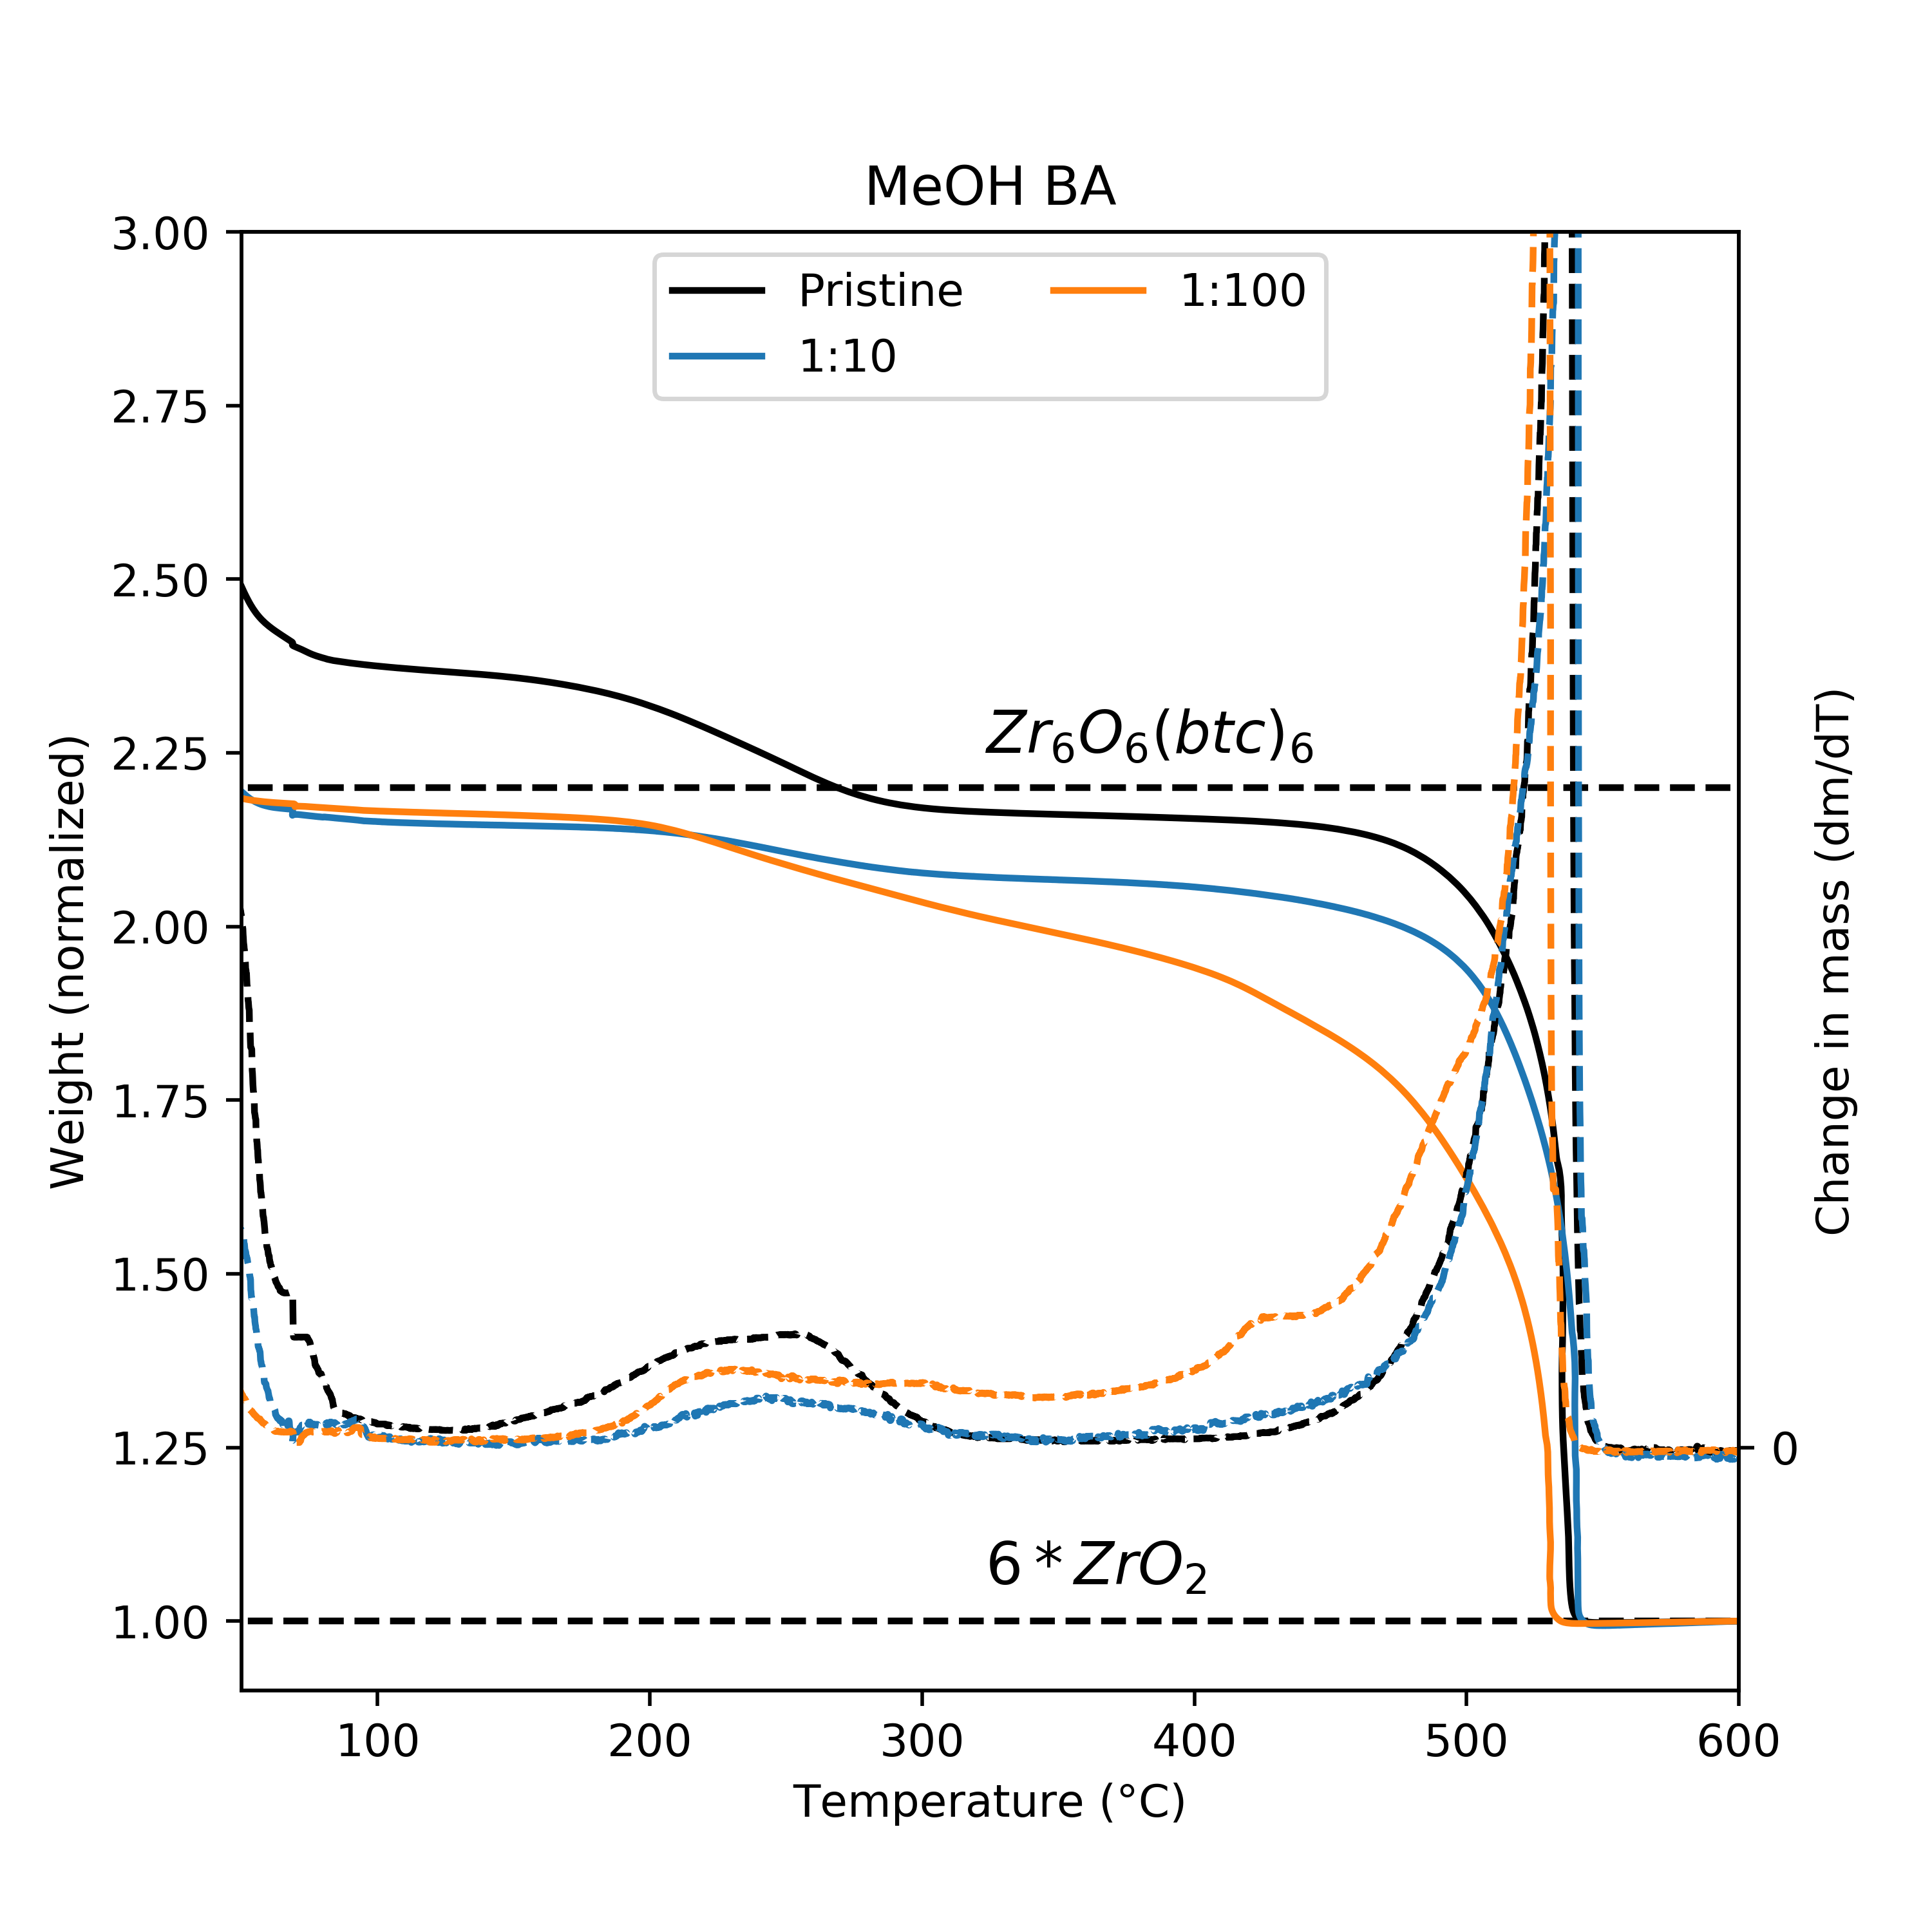 MeOH BA
Pristine
1:10
1:100
3.00
2.75
2.50
2.25
2.00
1.75
1.50
1.25
1.00
Weight (normalized)
Zr₆O₆(btc)₆
6 * ZrO₂
0
Change in mass (dm/dT)
100 200 300 400 500 600
Temperature (°C)